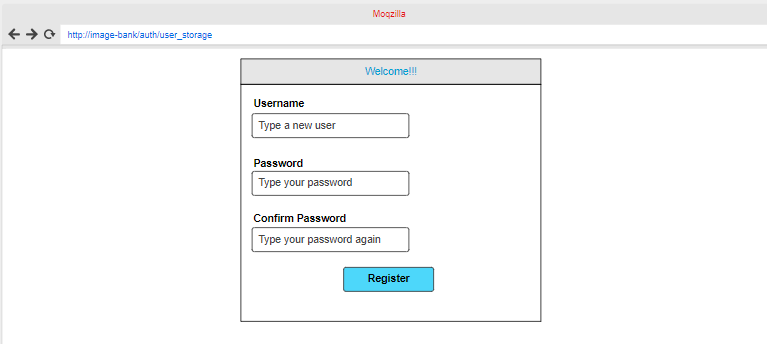 Moqzilla
http://image-bank/auth/user_storage
Welcome!!!
Username
Type a new user
Password
Type your password
Confirm Password
Type your password again
Register